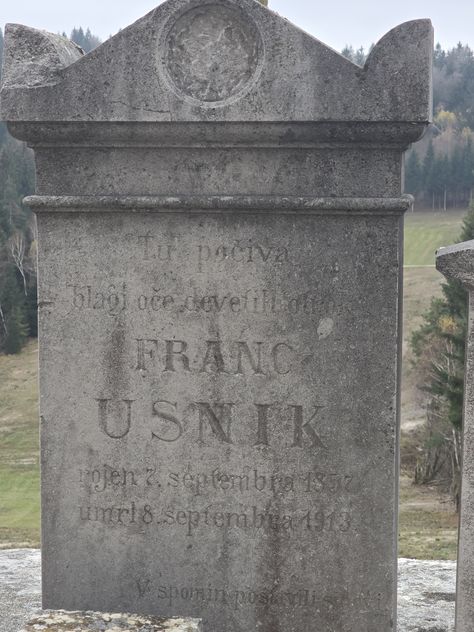 Tu počiva
blagi oče devetih otrok
FRANC
USNIK
rojen 7. septembra 1857
umrl 8. septembra 1913
V spomin postavili